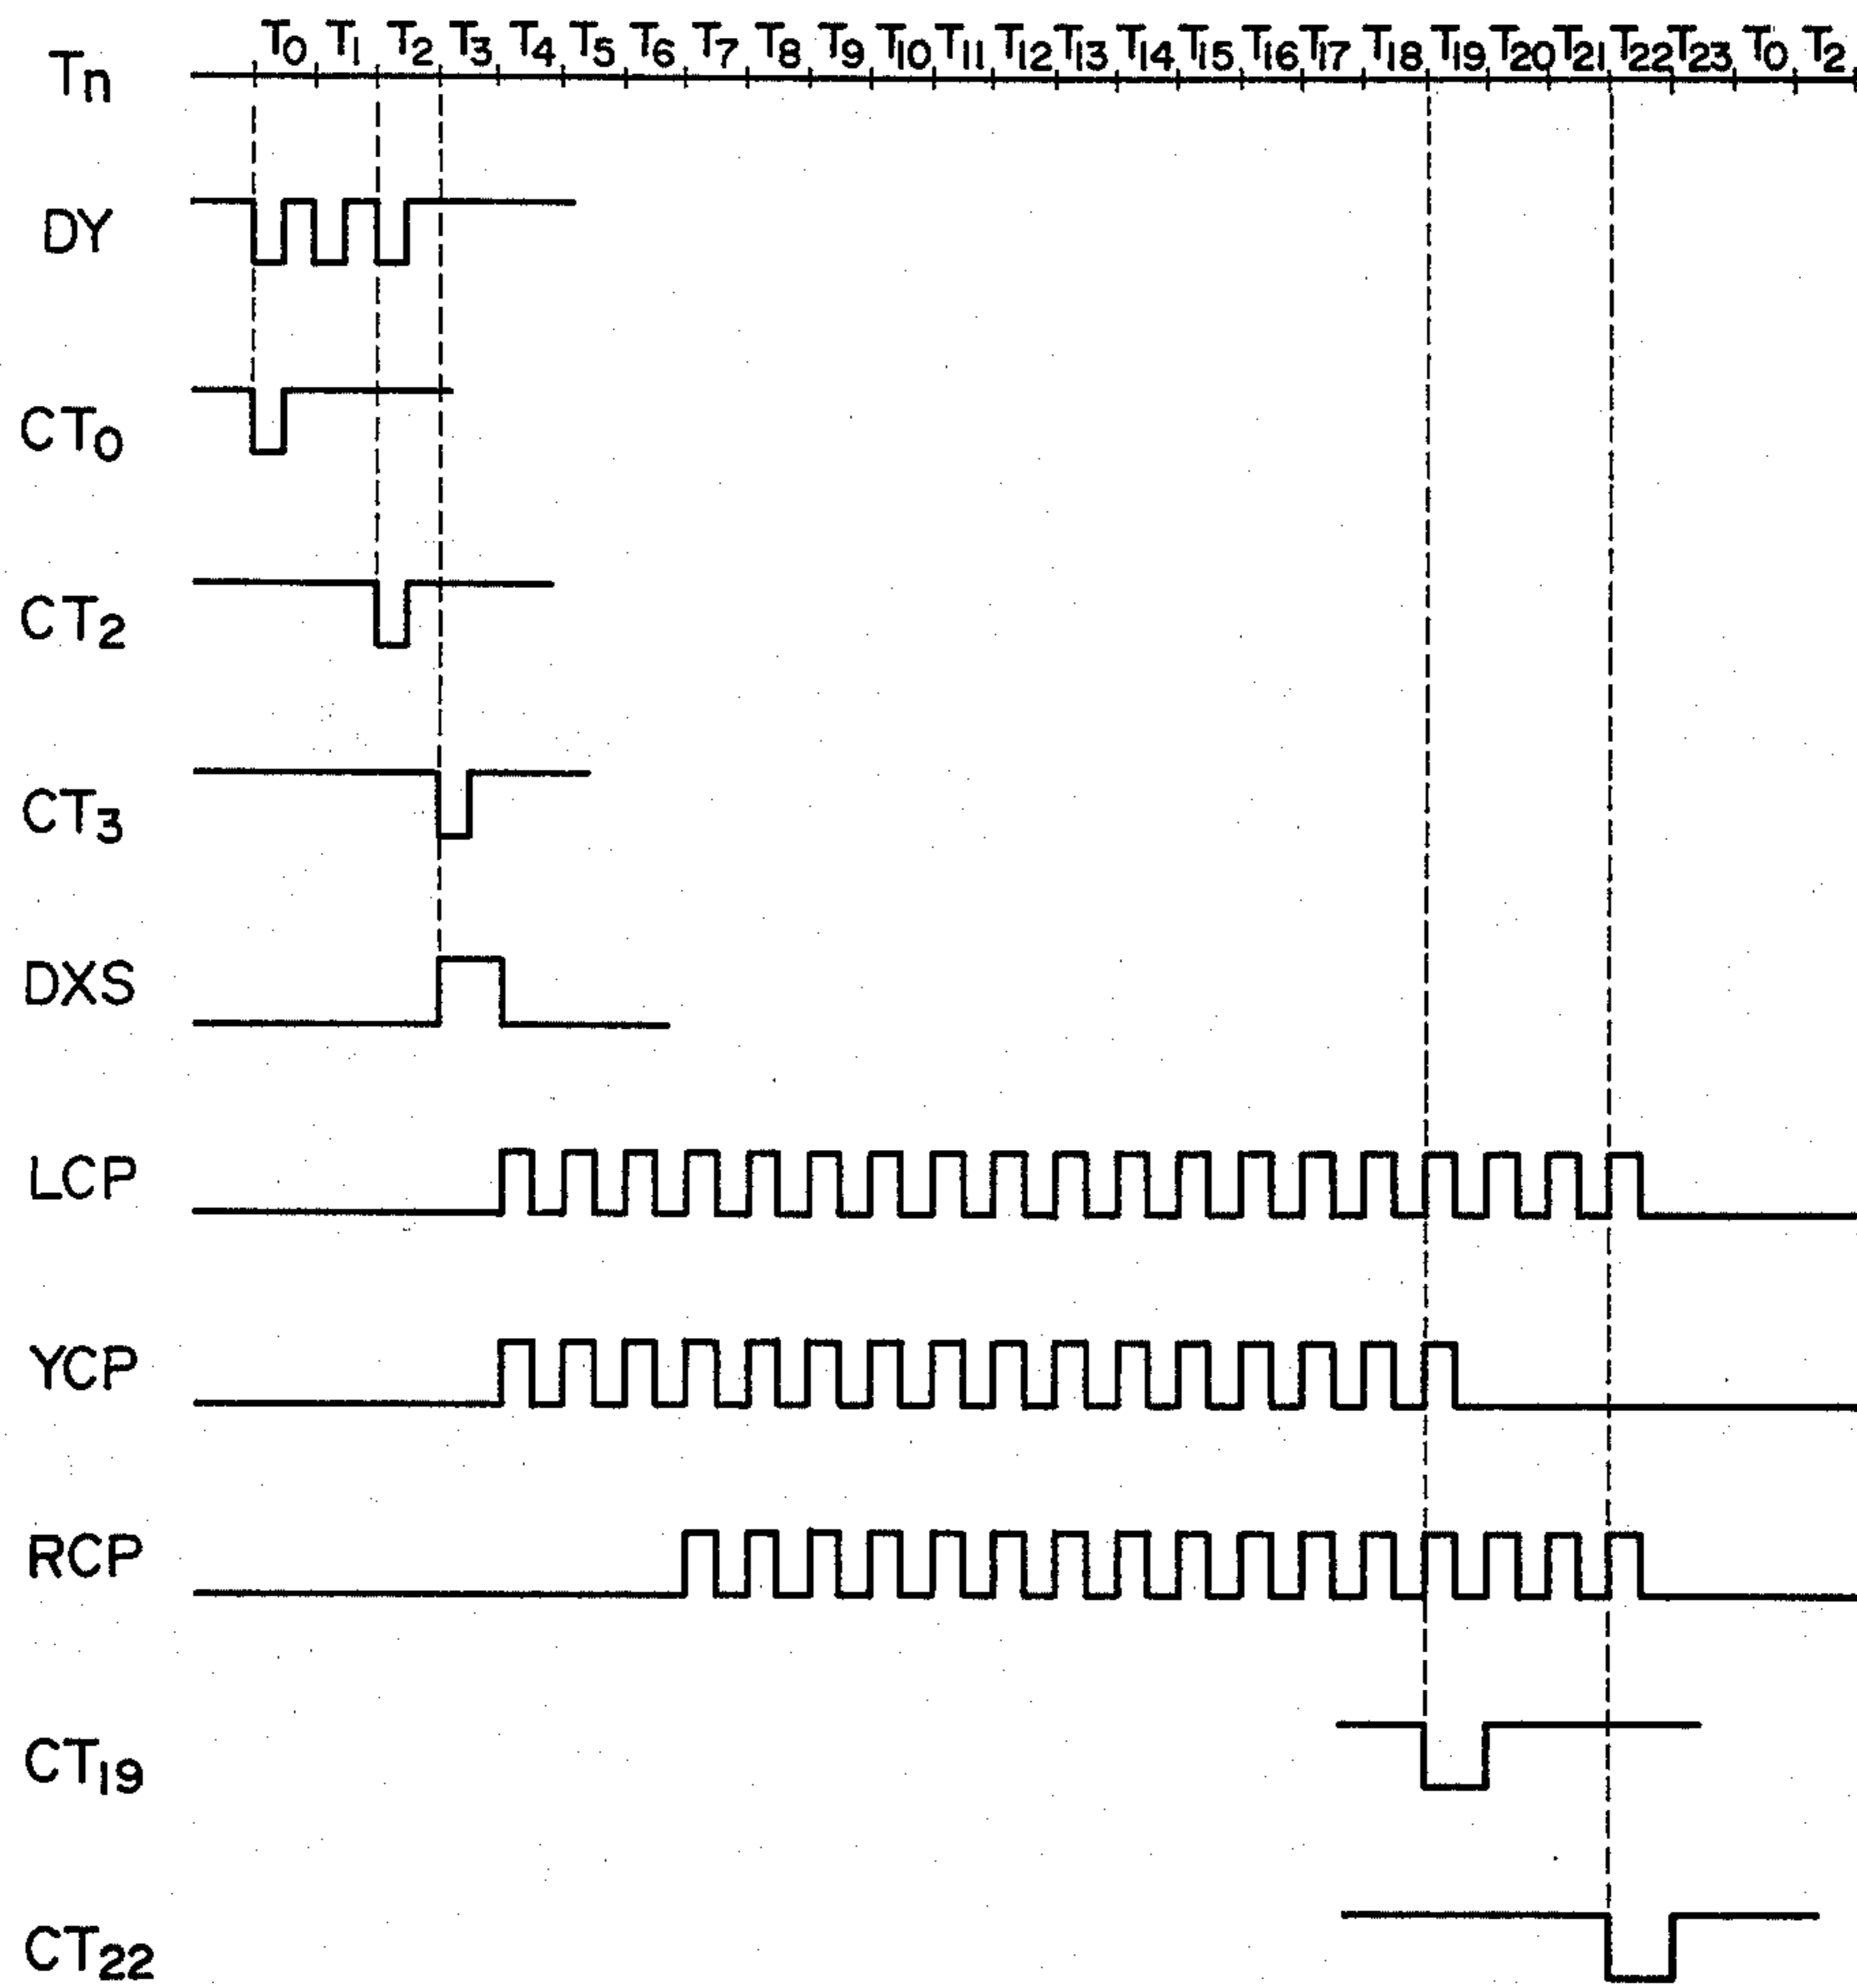 Tn T0 T1 T2 T3 T4 T5 T6 T7 T8 T9 T10 T11 T12 T13 T14 T15 T16 T17 T18 T19 T20 T21 T22 T23 T0 T2
DY
CT0
CT2
CT3
DXS
LCP
YCP
RCP
CT19
CT22